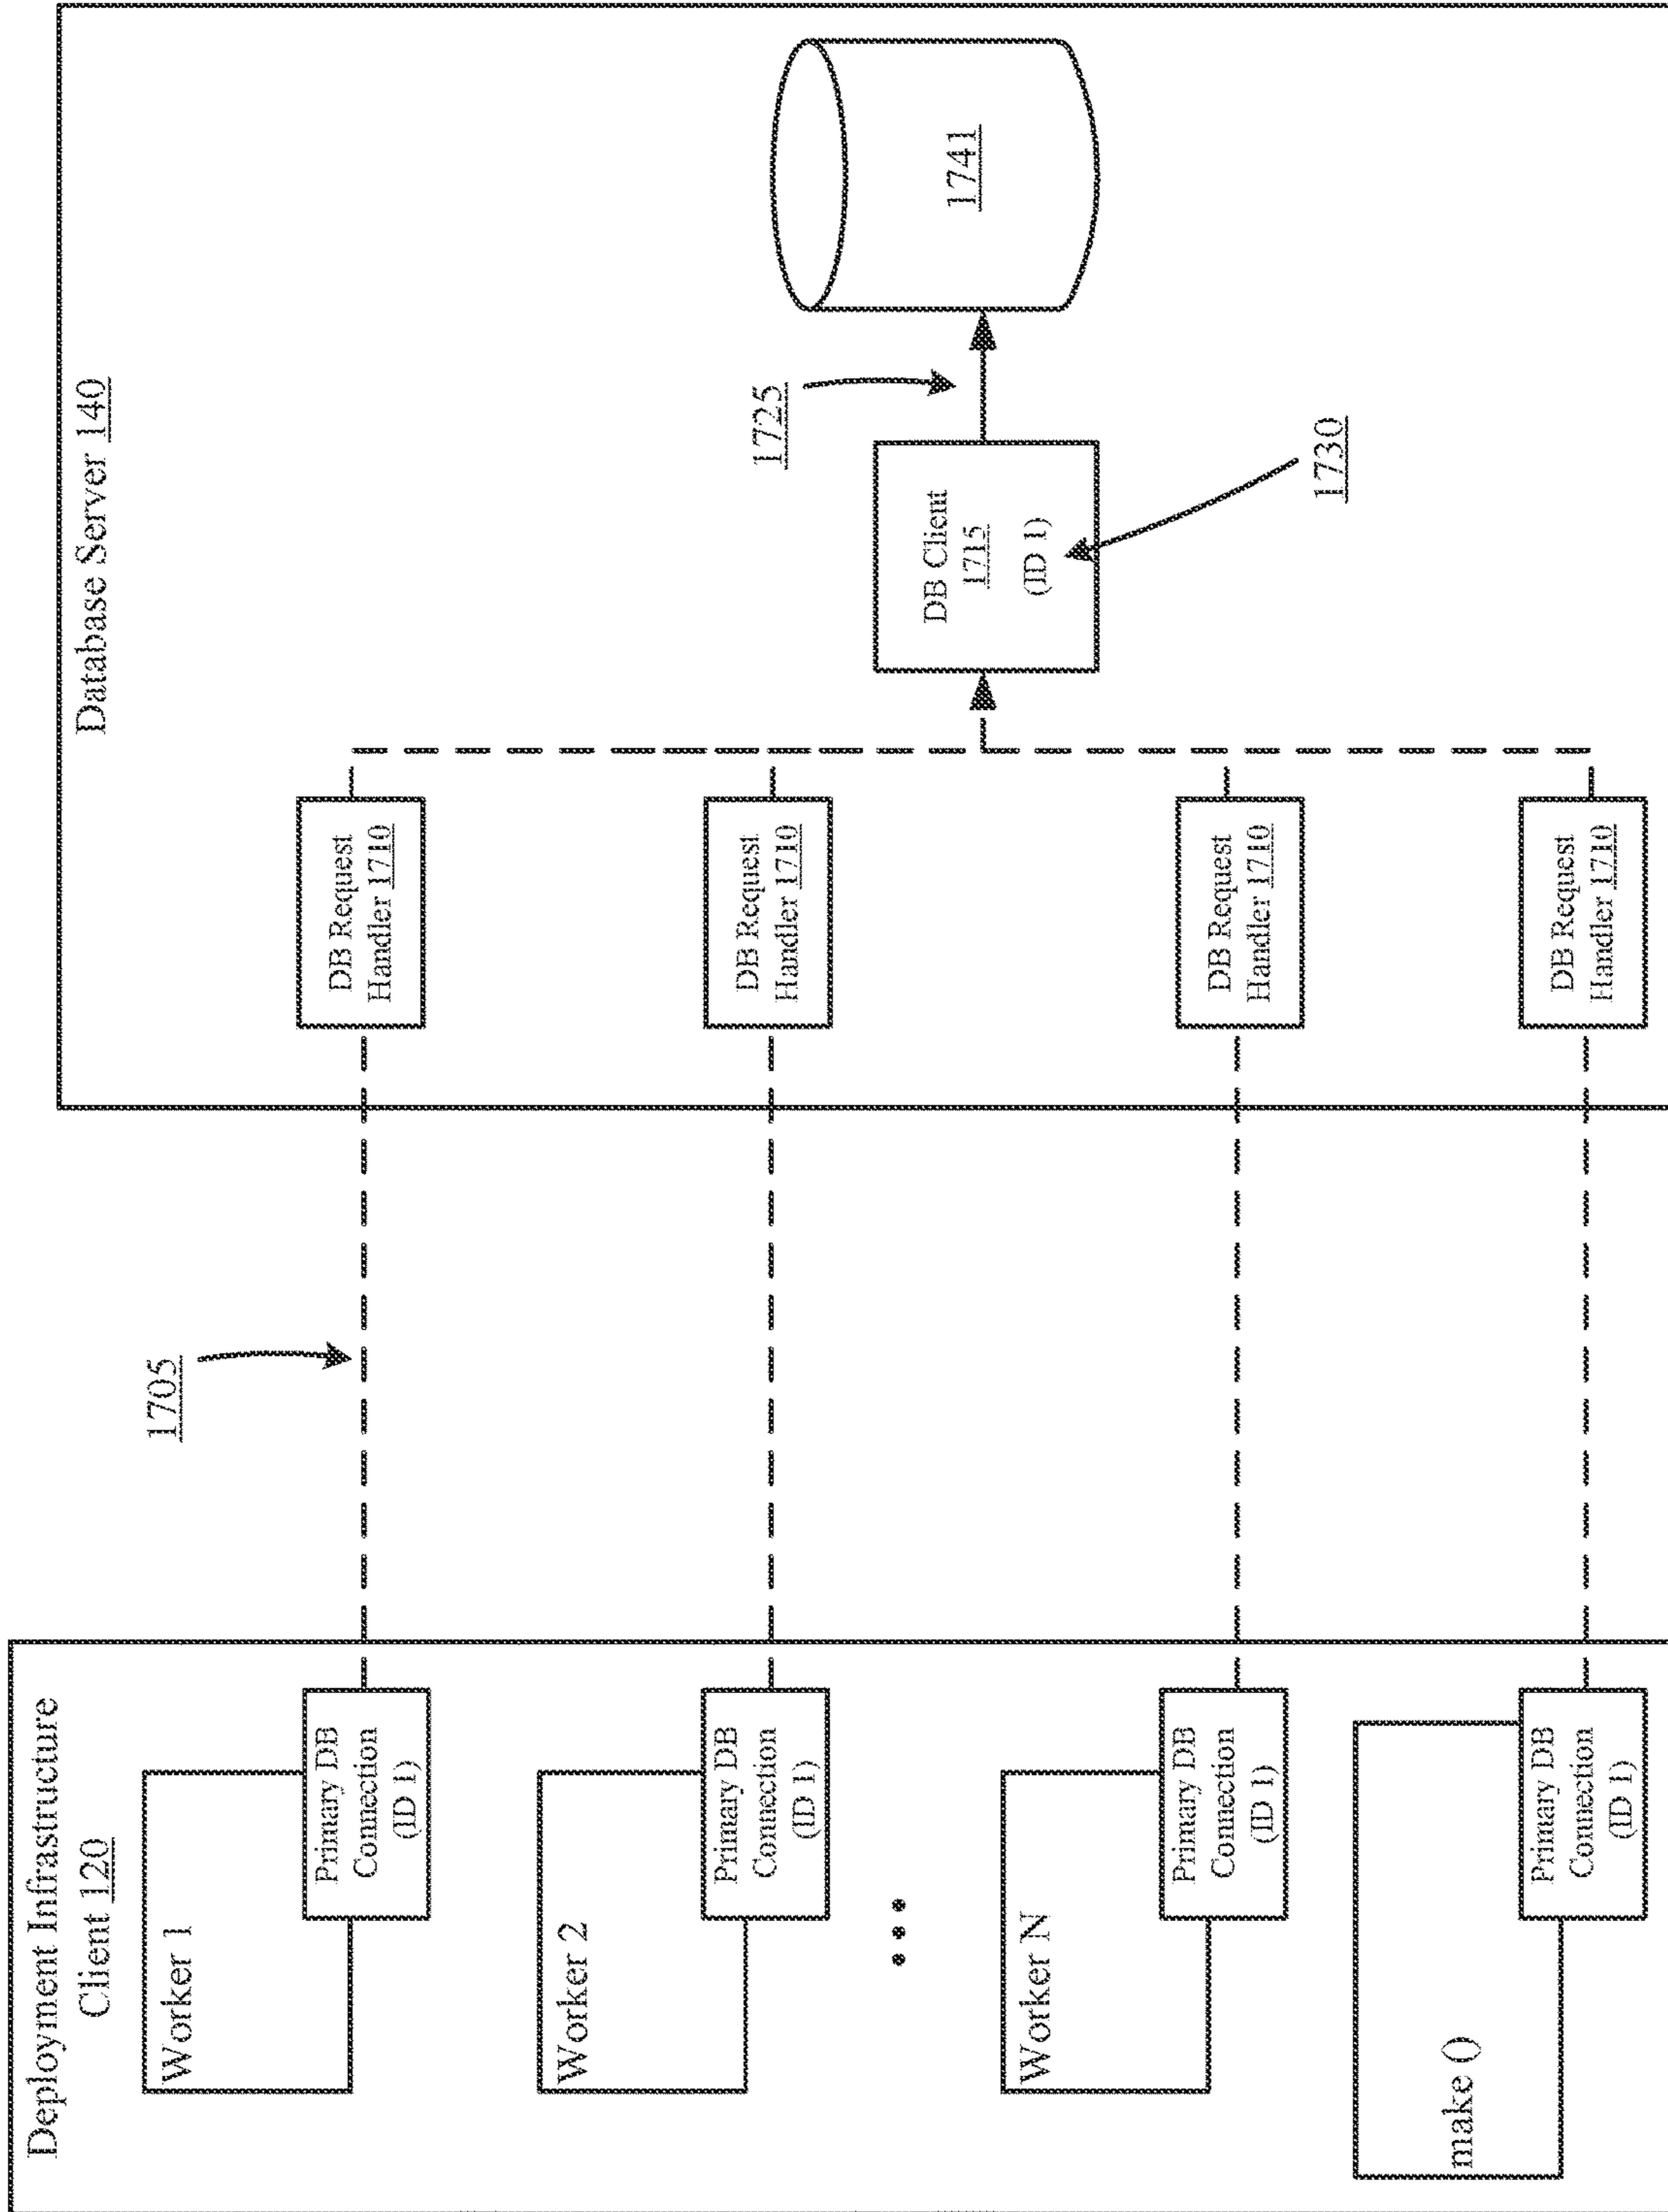 Deployment Infrastructure
Client 120
Worker 1
Primary DB
Connection
(ID 1)
Worker 2
Primary DB
Connection
(ID 1)
Worker N
Primary DB
Connection
(ID 1)
make ()
Primary DB
Connection
(ID 1)
1705
Database Server 140
DB Request
Handler 1710
DB Request
Handler 1710
DB Request
Handler 1710
DB Request
Handler 1710
DB Client
1715
(ID 1)
1725
1730
1741